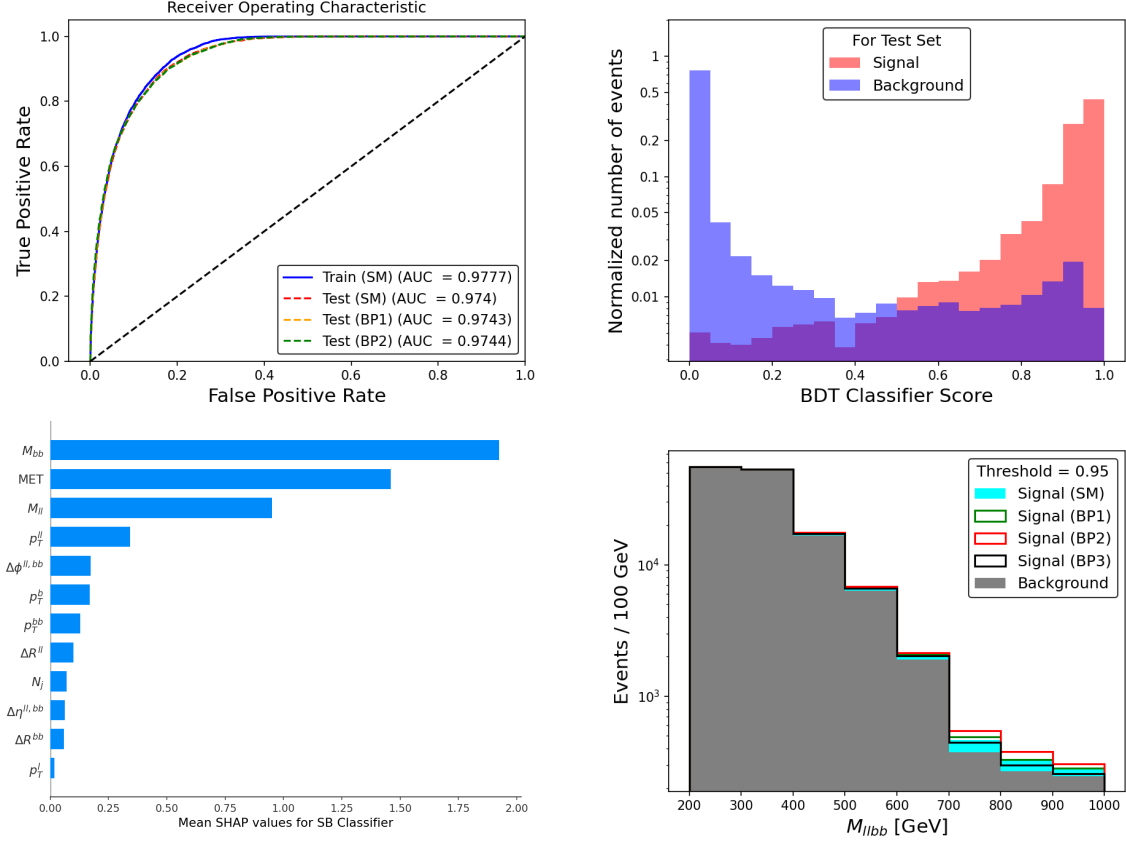 Receiver Operating Characteristic
True Positive Rate
1.0
0.8
0.6
0.4
0.2
0.0
Train (SM) (AUC = 0.9777)
Test (SM) (AUC = 0.974)
Test (BP1) (AUC = 0.9743)
Test (BP2) (AUC = 0.9744)
0.0 0.2 0.4 0.6 0.8 1.0
False Positive Rate
Normalized number of events
1
0.5
0.1
0.05
0.02
0.01
For Test Set
Signal
Background
0.0 0.2 0.4 0.6 0.8 1.0
BDT Classifier Score
M_{bb}
MET
M_{ll}
p_T^{ll}
Δϕ^{ll,bb}
p_T^b
p_T^{bb}
ΔR^{ll}
N_j
Δη^{ll,bb}
ΔR^{bb}
p_T^l
0.00 0.25 0.50 0.75 1.00 1.25 1.50 1.75 2.00
Mean SHAP values for SB Classifier
Events / 100 GeV
10^4
10^3
Threshold = 0.95
Signal (SM)
Signal (BP1)
Signal (BP2)
Signal (BP3)
Background
200 300 400 500 600 700 800 900 1000
M_{llbb} [GeV]